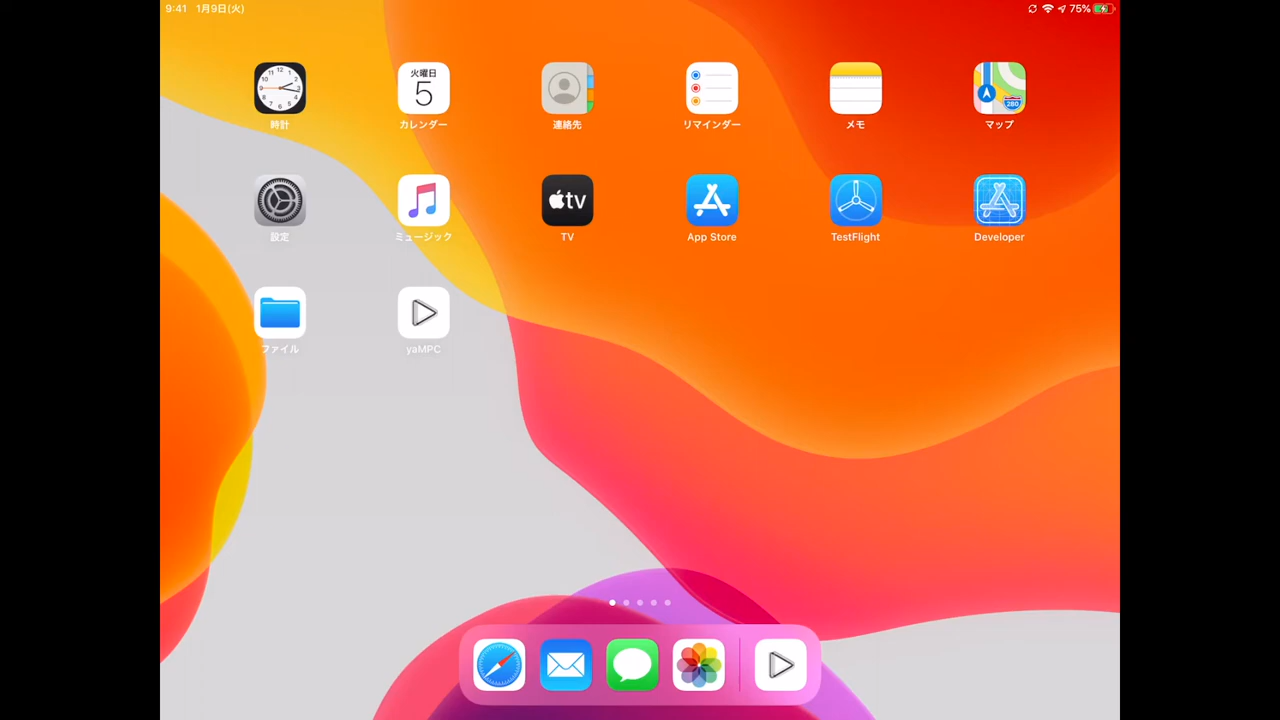 9:41 1月9日(火) 75%
火曜日
5
280
時計 カレンダー 連絡先 リマインダー メモ マップ
tv
設定 ミュージック TV App Store TestFlight Developer
ファイル yaMPC